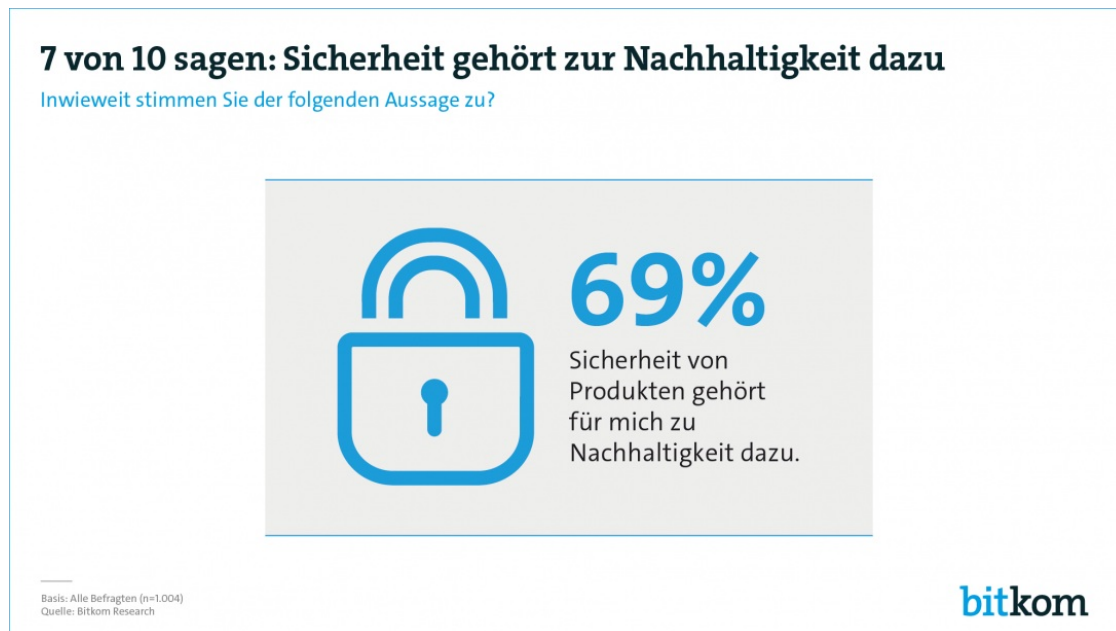 7 von 10 sagen: Sicherheit gehört zur Nachhaltigkeit dazu
Inwieweit stimmen Sie der folgenden Aussage zu?
69%
Sicherheit von
Produkten gehört
für mich zu
Nachhaltigkeit dazu.
Basis: Alle Befragten (n=1.004)
Quelle: Bitkom Research
bitkom